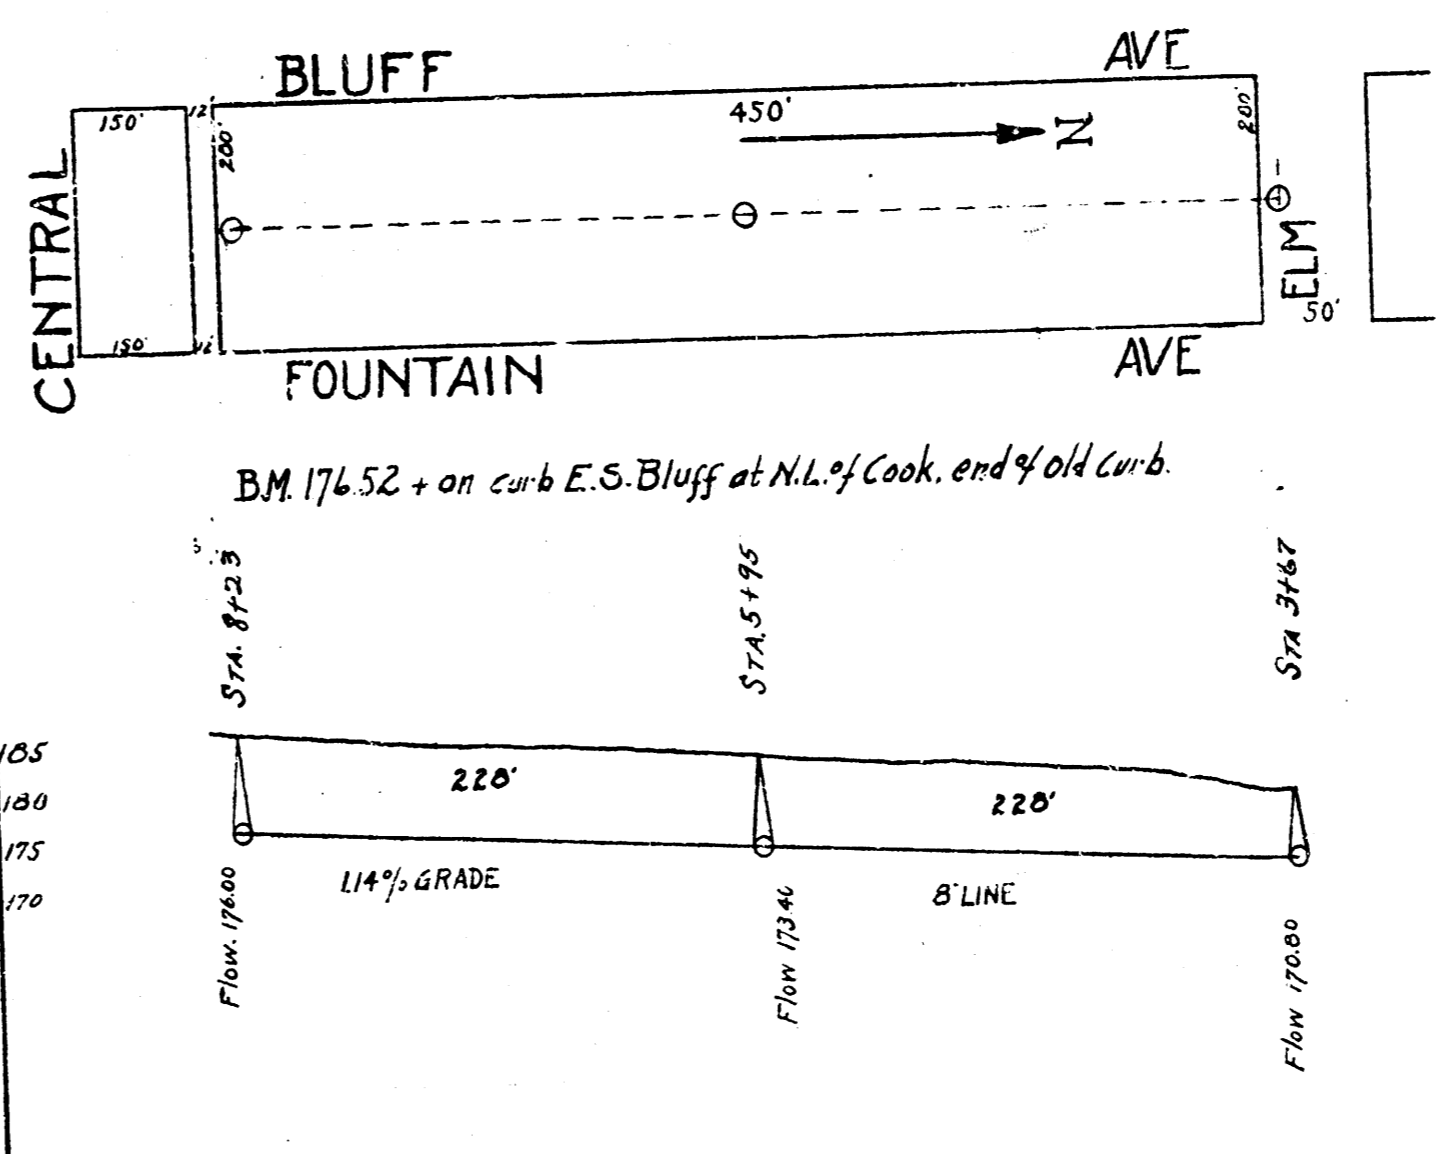 BLUFF AVE
150' 12' 200' 450' 200'
N
CENTRAL
ELM
50'
150'
FOUNTAIN AVE
B.M. 176.52 + on curb E.S. Bluff at N.L. of Cook. end of old curb.
STA. 8+23
STA. 5+95
STA 3+67
185
180
175
170
228'
228'
1.14% GRADE
8" LINE
Flow. 176.00
Flow 173.40
Flow 170.80